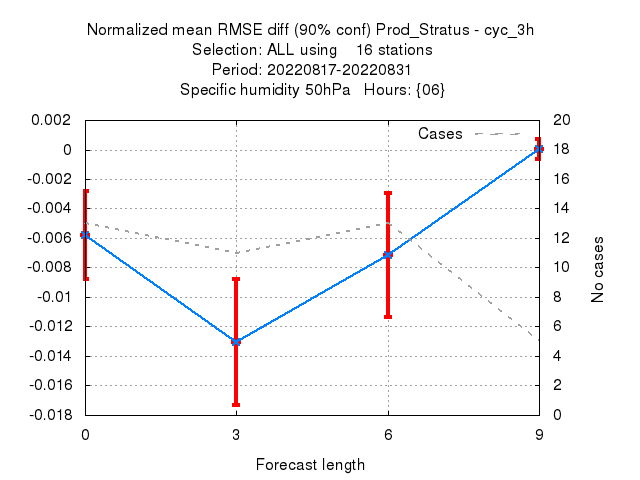 Normalized mean RMSE diff (90% conf) Prod_Stratus - cyc_3h
Selection: ALL using    16 stations
Period: 20220817-20220831
Specific humidity 50hPa   Hours: {06}
Cases
0.002
0
-0.002
-0.004
-0.006
-0.008
-0.01
-0.012
-0.014
-0.016
-0.018
20
18
16
14
12
10
8
6
4
2
0
No cases
0 3 6 9
Forecast length